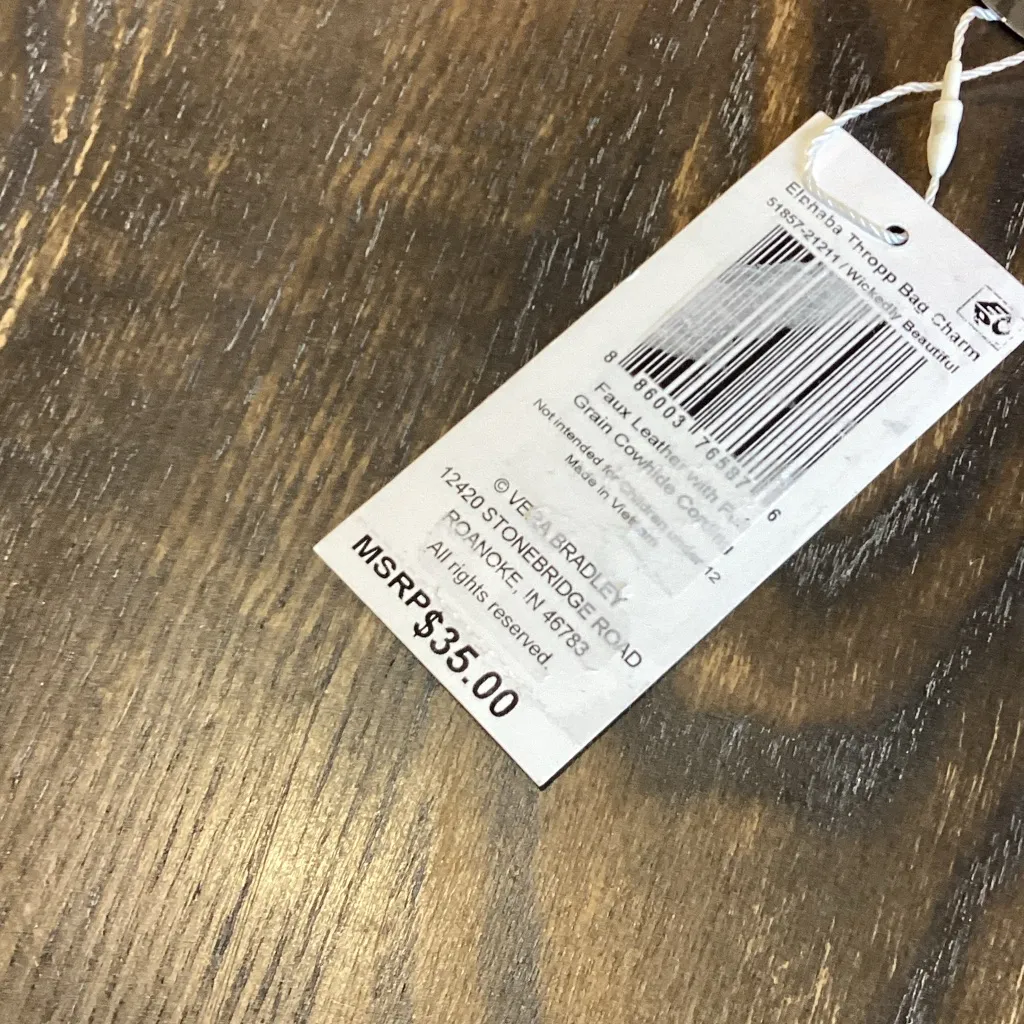 Elphaba Thropp Bag Charm
51857-21211 / Wickedly Beautiful
8 86003 76587 6
Faux Leather with
Grain Cowhide
Not intended for Children under 12
Made in Vietnam
© VERA BRADLEY
12420 STONEBRIDGE ROAD
ROANOKE, IN 46783
All rights reserved.
MSRP$35.00